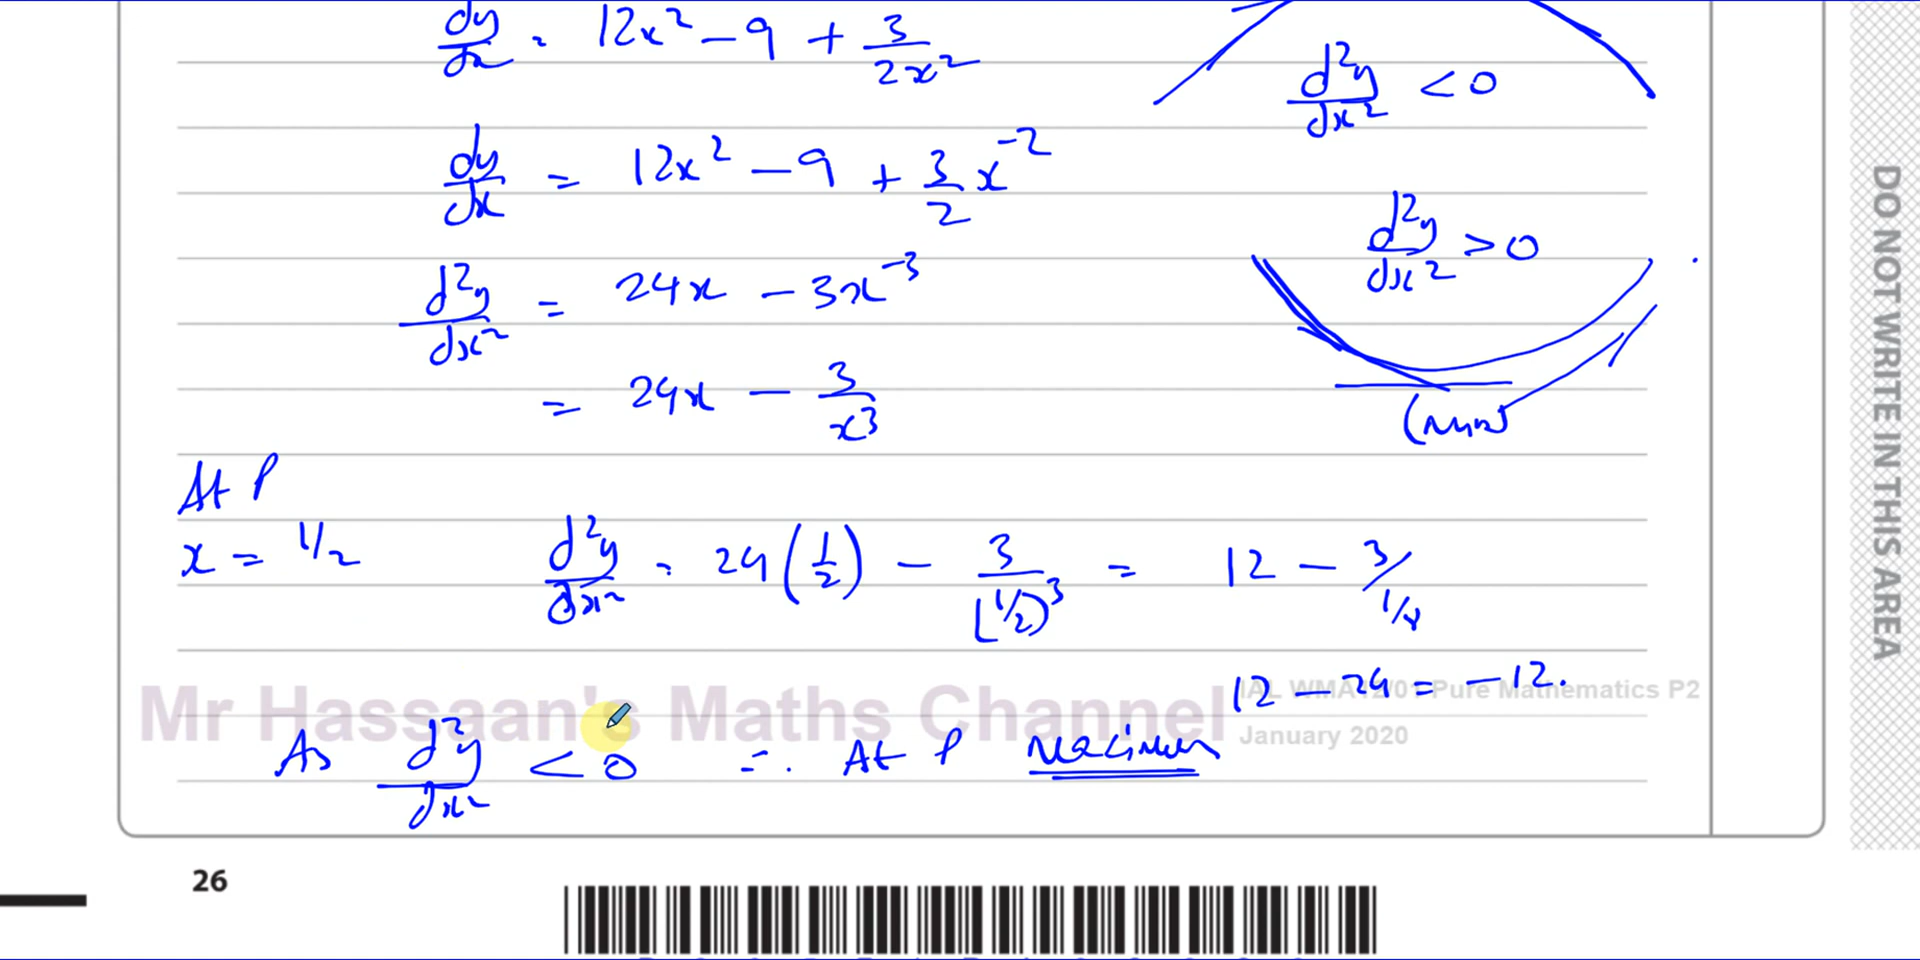 dy/dx = 12x² - 9 + 3/2x²
d²y/dx² < 0
dy/dx = 12x² - 9 + 3/2 x⁻²
d²y/dx² > 0
d²y/dx² = 24x - 3x⁻³
= 24x - 3/x³
(min)
At P
x = 1/2
d²y/dx² = 24(1/2) - 3/(1/2)³ = 12 - 3/1/8
12 - 24 = -12.
IAL WMA12/01 Pure Mathematics P2
January 2020
Mr Hassaan's Maths Channel
As d²y/dx² < 0 ∴ At P maximum
26
DO NOT WRITE IN THIS AREA